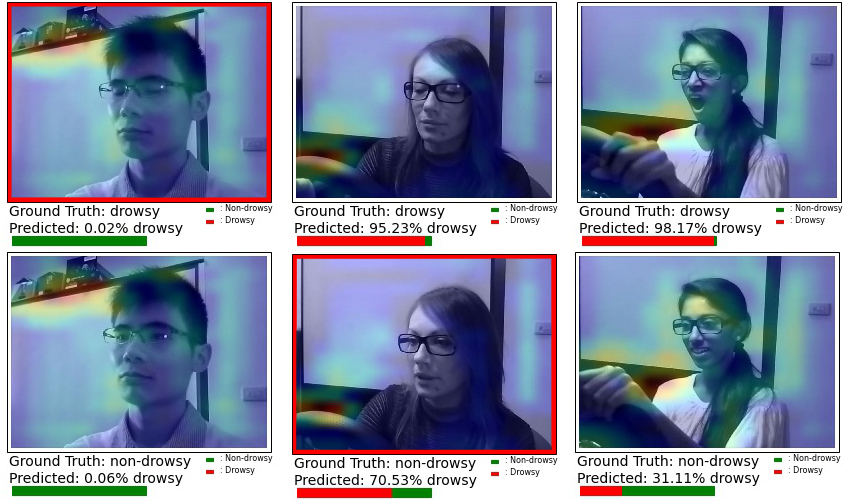 Ground Truth: drowsy
Predicted: 0.02% drowsy
: Non-drowsy
: Drowsy
Ground Truth: drowsy
Predicted: 95.23% drowsy
: Non-drowsy
: Drowsy
Ground Truth: drowsy
Predicted: 98.17% drowsy
: Non-drowsy
: Drowsy
Ground Truth: non-drowsy
Predicted: 0.06% drowsy
: Non-drowsy
: Drowsy
Ground Truth: non-drowsy
Predicted: 70.53% drowsy
: Non-drowsy
: Drowsy
Ground Truth: non-drowsy
Predicted: 31.11% drowsy
: Non-drowsy
: Drowsy